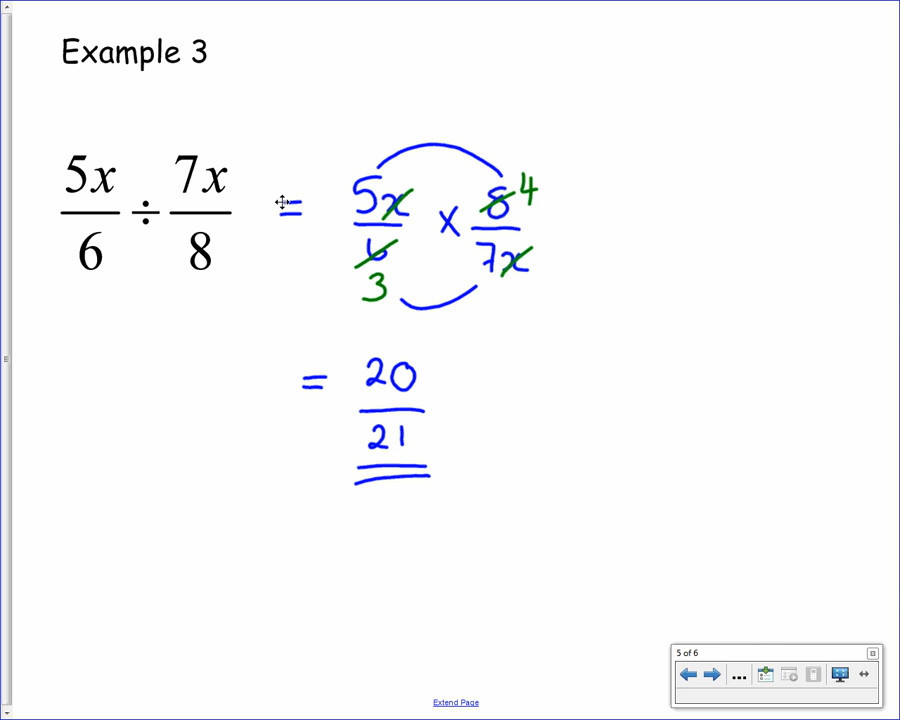 Example 3
5x/6 ÷ 7x/8 = 5x/6 x 8/7x 4
3
= 20/21
5 of 6
...
Extend Page